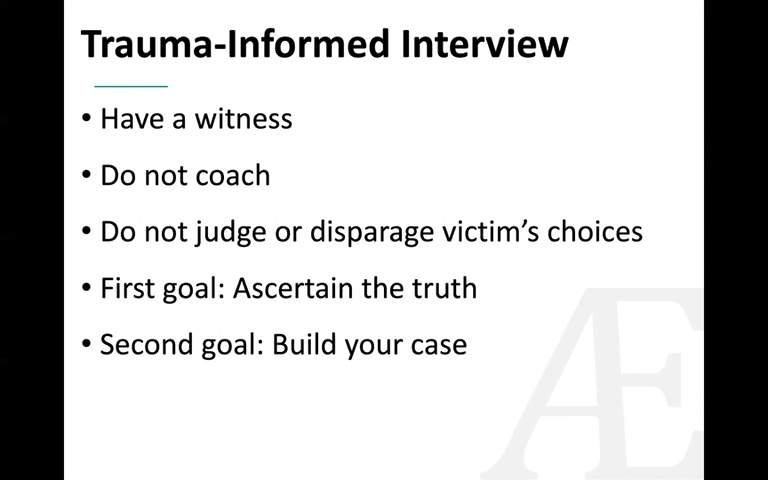 Trauma-Informed Interview
• Have a witness
• Do not coach
• Do not judge or disparage victim’s choices
• First goal: Ascertain the truth
• Second goal: Build your case
Æ